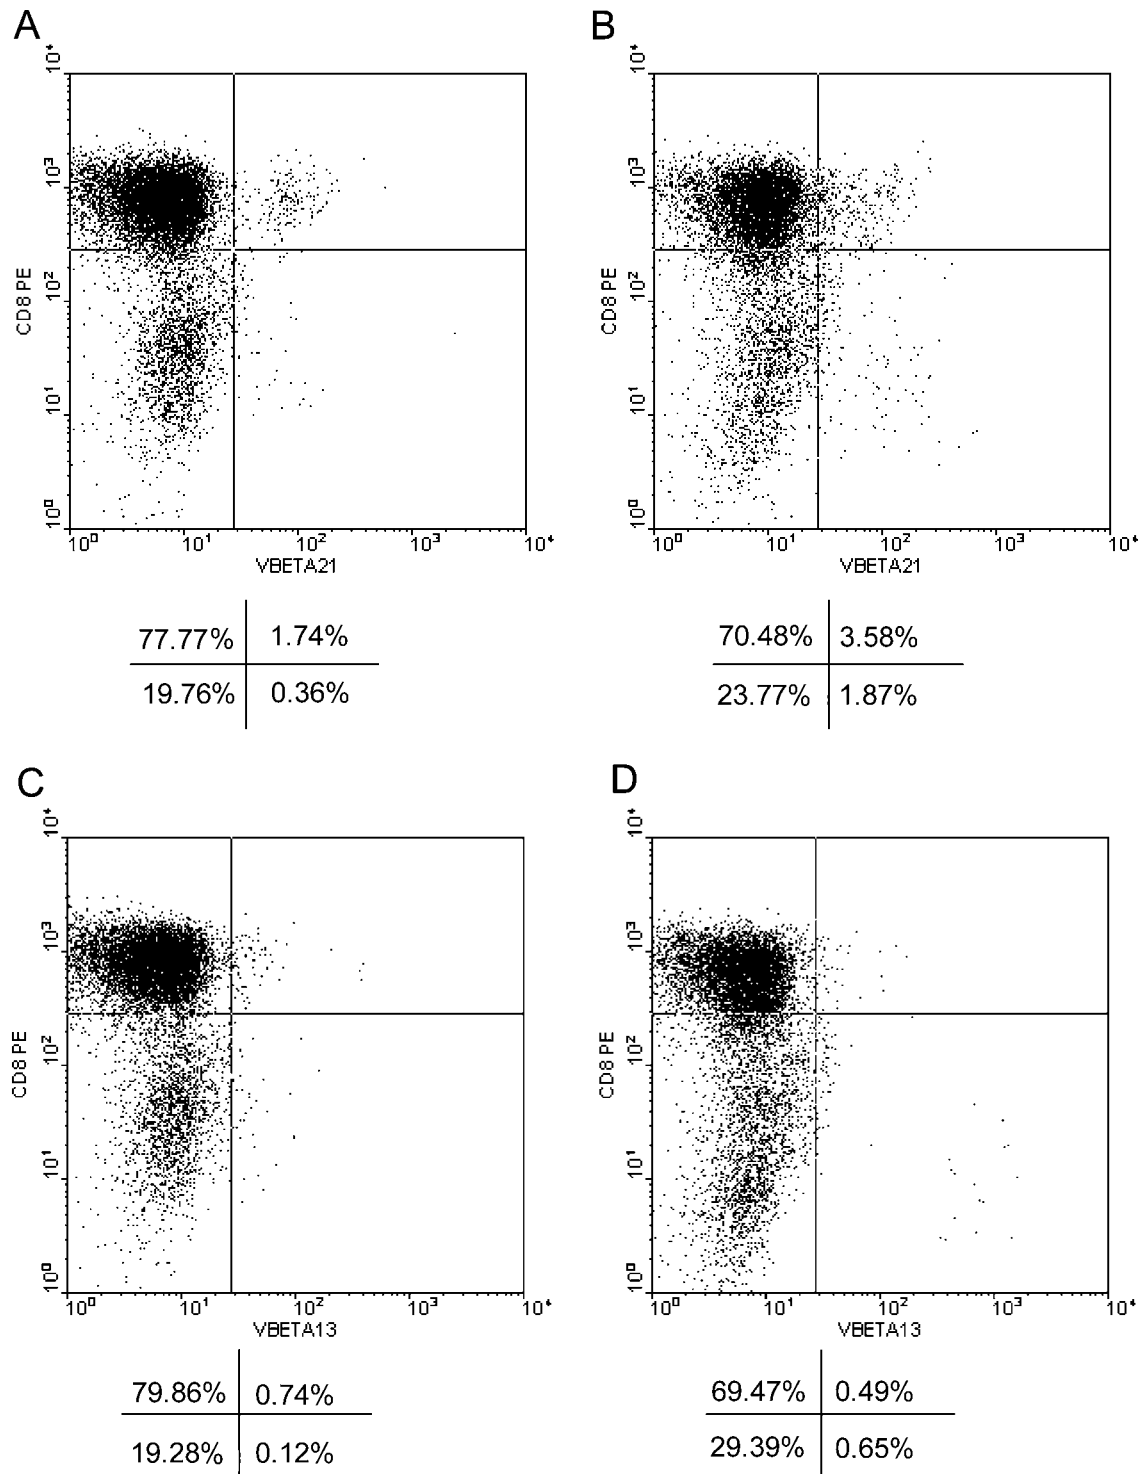 A
B
10⁴
10³
10²
10¹
10⁰
CD8 PE
10⁰ 10¹ 10² 10³ 10⁴
VBETA21
10⁴
10³
10²
10¹
10⁰
CD8 PE
10⁰ 10¹ 10² 10³ 10⁴
VBETA21
77.77% 1.74%
19.76% 0.36%
70.48% 3.58%
23.77% 1.87%
C
D
10⁴
10³
10²
10¹
10⁰
CD8 PE
10⁰ 10¹ 10² 10³ 10⁴
VBETA13
10⁴
10³
10²
10¹
10⁰
CD8 PE
10⁰ 10¹ 10² 10³ 10⁴
VBETA13
79.86% 0.74%
19.28% 0.12%
69.47% 0.49%
29.39% 0.65%